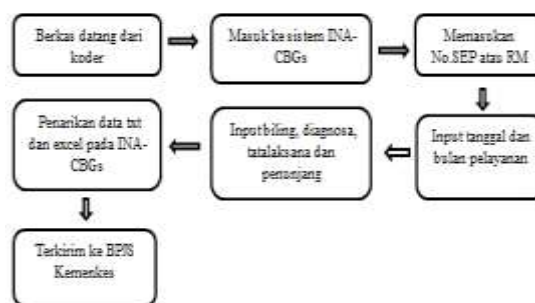 Berkas datang dari
koder
Masuk ke sistem INA-
CBGs
Memasukan
No.SEP atas RM
Input tanggal dan
bulan pelayanan
Input biling, diagnosa,
tatalaksana dan
penunjang
Penarikan data txt
dan excel pada INA-
CBGs
Terkirim ke BPJS
Kemenkes